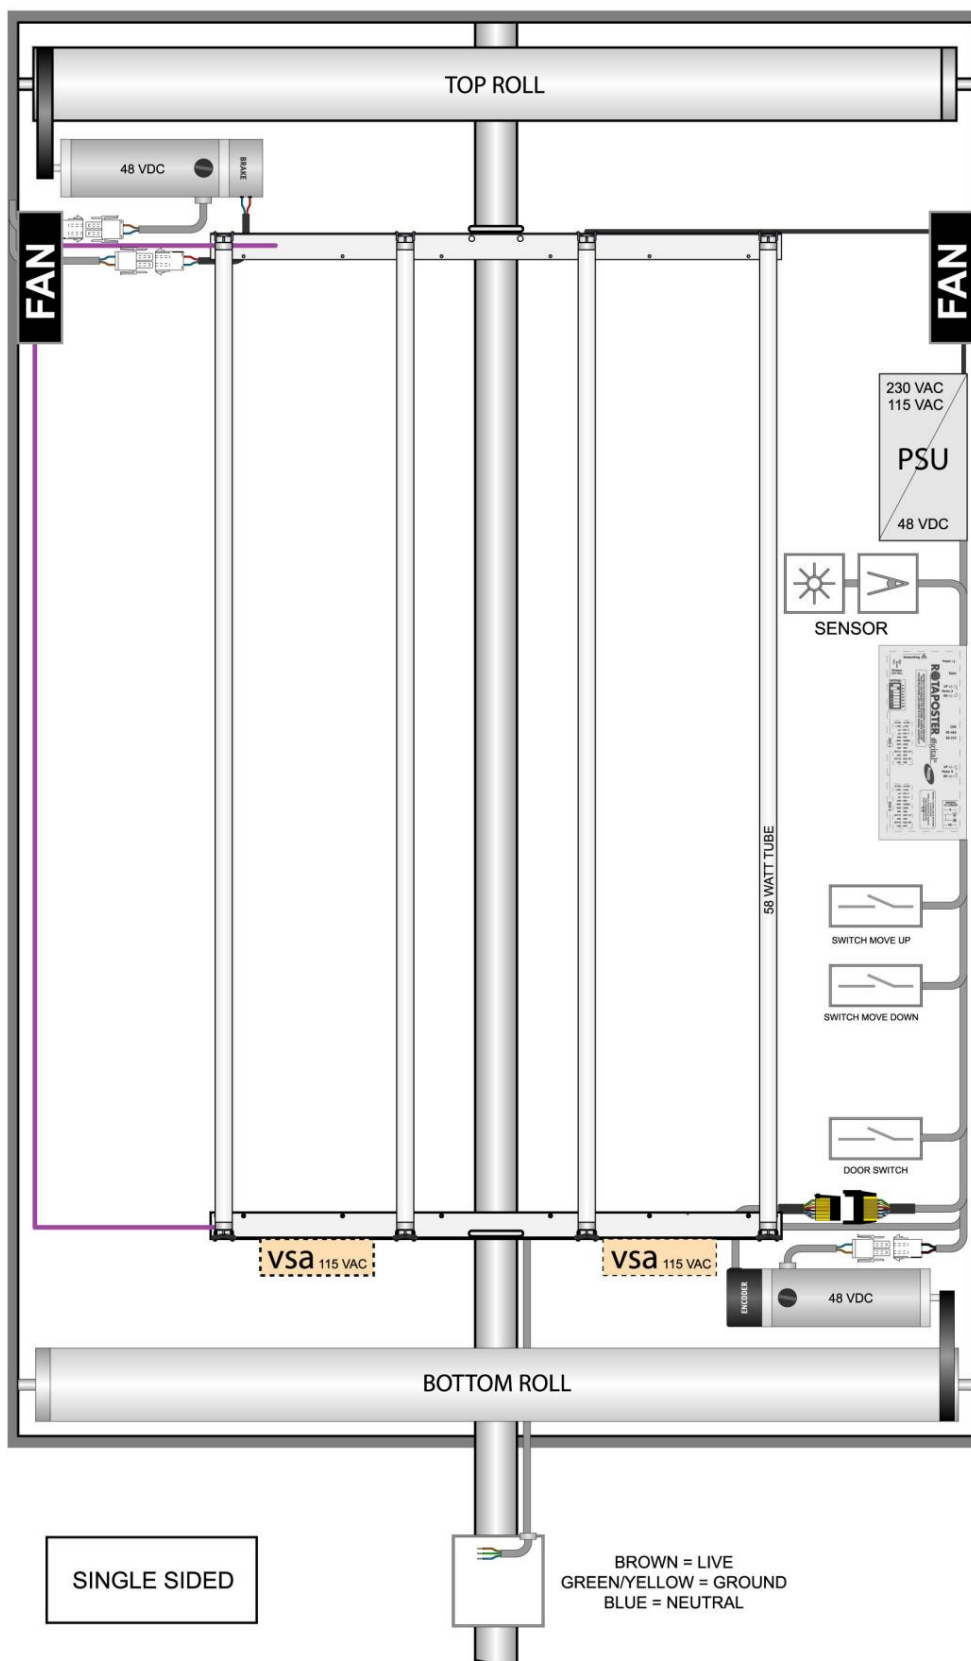 TOP ROLL
48 VDC
BRAKE
FAN
FAN
230 VAC
115 VAC
PSU
48 VDC
SENSOR
ROTAPOSTER digital
SWITCH MOVE UP
58 WATT TUBE
SWITCH MOVE DOWN
DOOR SWITCH
vsa 115 VAC
vsa 115 VAC
ENCODER
48 VDC
BOTTOM ROLL
SINGLE SIDED
BROWN = LIVE
GREEN/YELLOW = GROUND
BLUE = NEUTRAL